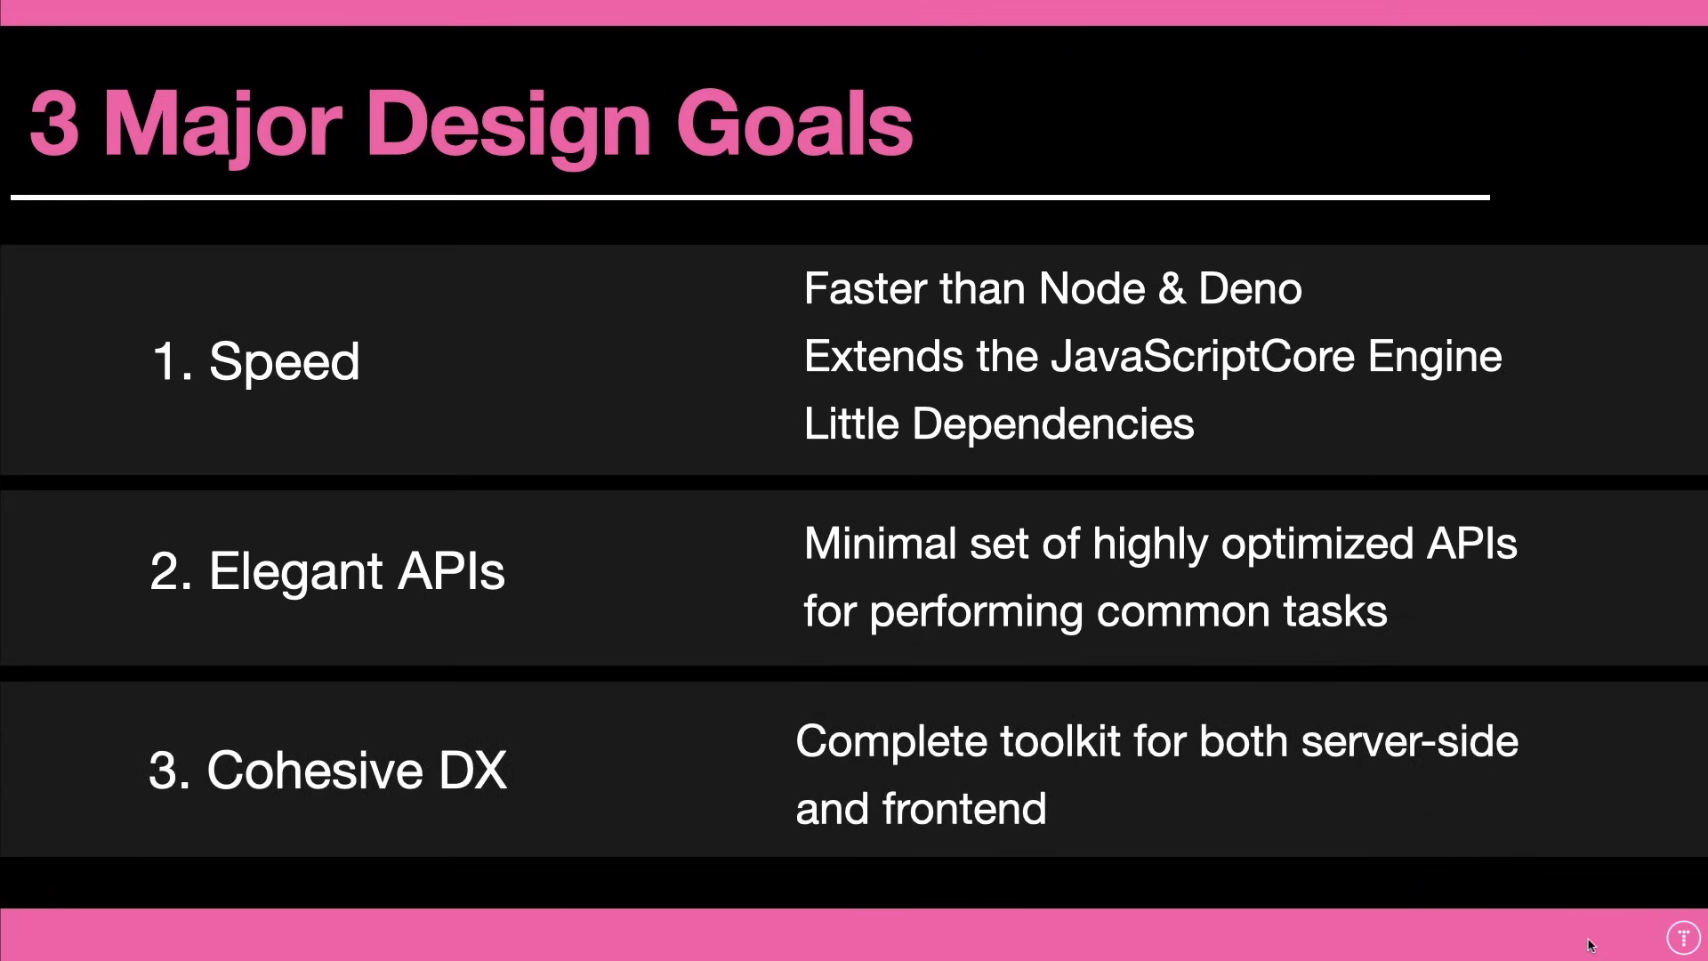 3 Major Design Goals
1. Speed
Faster than Node & Deno
Extends the JavaScriptCore Engine
Little Dependencies
2. Elegant APIs
Minimal set of highly optimized APIs
for performing common tasks
3. Cohesive DX
Complete toolkit for both server-side
and frontend
T